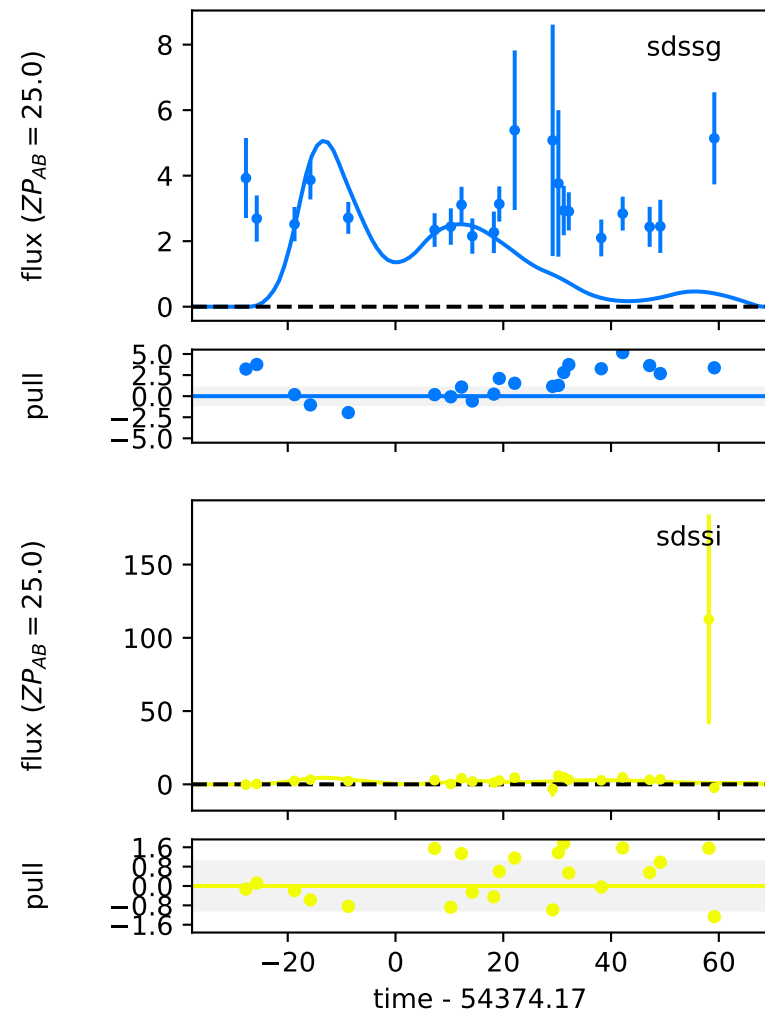 sdssg
flux (ZP_AB = 25.0)
8
6
4
2
0
pull
5.0
2.5
0.0
−2.5
−5.0
sdssi
flux (ZP_AB = 25.0)
150
100
50
0
pull
1.6
0.8
0.0
−0.8
−1.6
−20 0 20 40 60
time - 54374.17